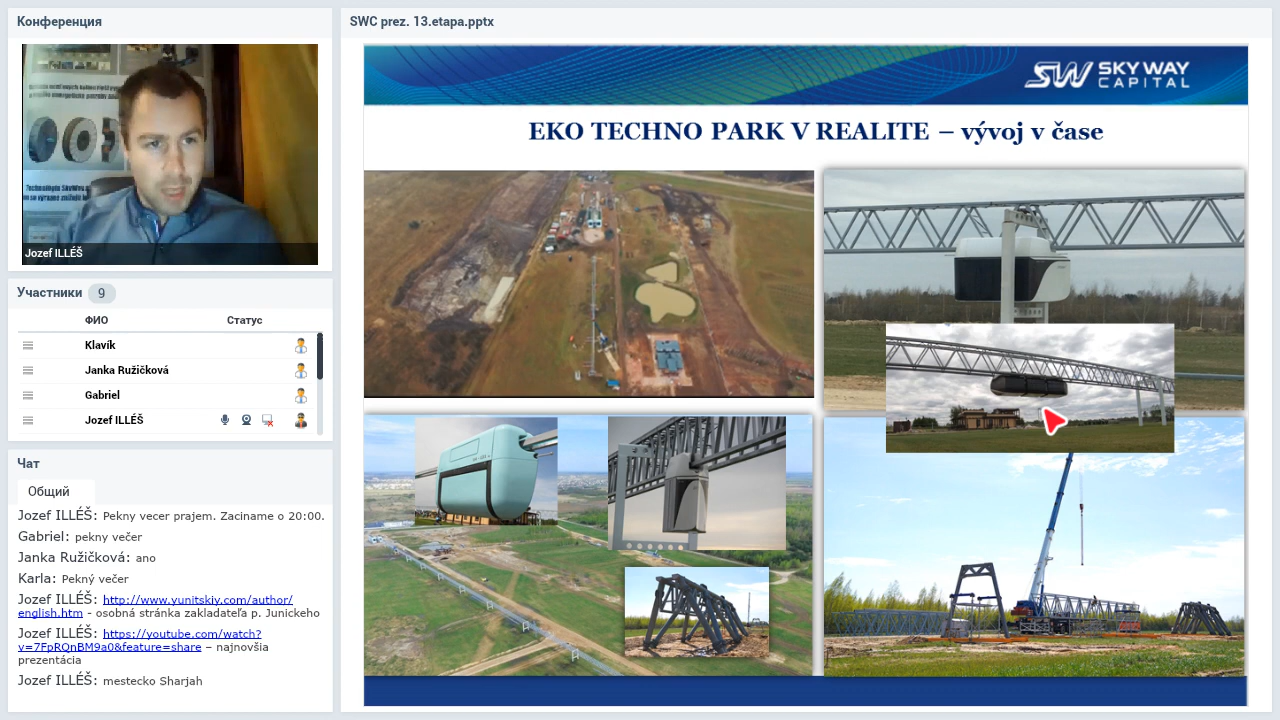 Конференция
Jozef ILLÉŠ
Участники 9
ФИО Статус
Klavík
Janka Ružičková
Gabriel
Jozef ILLÉŠ
Чат
Общий
Jozef ILLÉŠ: Pekny vecer prajem. Zaciname o 20:00.
Gabriel: pekny večer
Janka Ružičková: ano
Karla: Pekný večer
Jozef ILLÉŠ: http://www.yunitskiy.com/author/
english.htm - osobná stránka zakladateľa p. Junickeho
Jozef ILLÉŠ: https://youtube.com/watch?
v=7FpRQnBM9a0&feature=share – najnovšia
prezentácia
Jozef ILLÉŠ: mestecko Sharjah
SWC prez. 13.etapa.pptx
SW SKY WAY
CAPITAL
EKO TECHNO PARK V REALITE – vývoj v čase